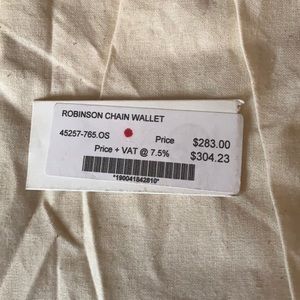 ROBINSON CHAIN WALLET
45257-765.OS Price $283.00
Price + VAT @ 7.5% $304.23
*190041842810*